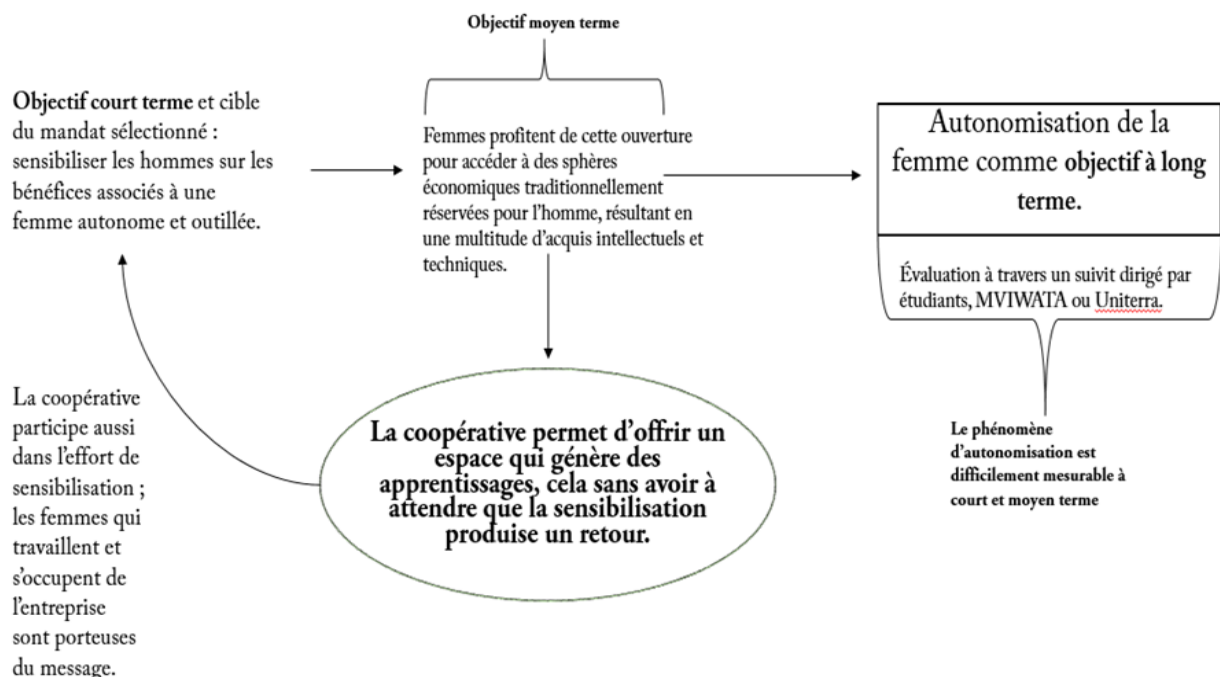 Objectif moyen terme
Objectif court terme et cible
du mandat sélectionné :
sensibiliser les hommes sur les
bénéfices associés à une
femme autonome et outillée.
Femmes profitent de cette ouverture
pour accéder à des sphères
économiques traditionnellement
réservées pour l'homme, résultant en
une multitude d'acquis intellectuels et
techniques.
Autonomisation de la
femme comme objectif à long
terme.
Évaluation à travers un suivit dirigé par
étudiants, MVIWATA ou Uniterra.
Le phénomène
d'autonomisation est
difficilement mesurable à
court et moyen terme
La coopérative permet d'offrir un
espace qui génère des
apprentissages, cela sans avoir à
attendre que la sensibilisation
produise un retour.
La coopérative
participe aussi
dans l'effort de
sensibilisation ;
les femmes qui
travaillent et
s'occupent de
l'entreprise
sont porteuses
du message.